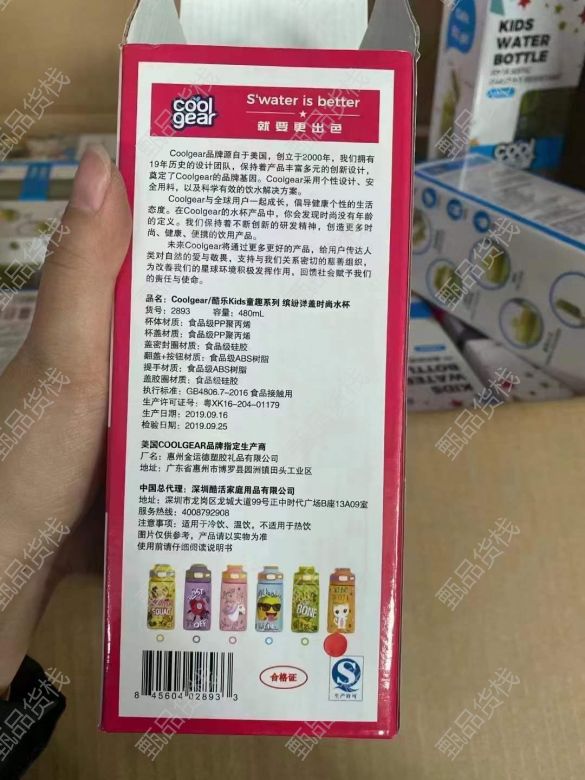 cool gear
S'water is better
就要更出色
Coolgear品牌源自于美国，创立于2000年，我们拥有
19年历史的设计团队，保持着产品丰富多元的创新设计，
奠定了Coolgear的品牌基因。Coolgear采用个性设计、安
全用料，以及科学有效的饮水解决方案。
Coolgear与全球用户一起成长，倡导健康个性的生活
态度。在Coolgear的水杯产品中，你会发现时尚没有年龄
的定义。我们保持着不断创新的研发精神，创造更多时
尚、健康、便携的饮用产品。
未来Coolgear将通过更多更好的产品，给用户传达人
类对自然的爱与敬畏，支持与我们关系密切的慈善组织，
为改善我们的星球环境积极发挥作用，回馈社会赋予我们
的责任与使命。
品名：Coolgear/酷乐Kids童趣系列 缤纷洋盖时尚水杯
货号：2893 容量：480mL
杯体材质：食品级PP聚丙烯
杯盖材质：食品级PP聚丙烯
盖密封圈材质：食品级硅胶
翻盖+按钮材质：食品级ABS树脂
提手材质：食品级ABS树脂
盖胶圈材质：食品级硅胶
执行标准：GB4806.7-2016 食品接触用
生产许可证号：粤XK16-204-01179
生产日期：2019.09.16
检验日期：2019.09.25
美国COOLGEAR品牌指定生产商
厂名：惠州金运德塑胶礼品有限公司
地址：广东省惠州市博罗县园洲镇田头工业区
中国总代理：深圳酷活家庭用品有限公司
地址：深圳市龙岗区龙城大道99号正中时代广场B座13A09室
服务热线：4008792908
注意事项：适用于冷饮、温饮，不适用于热饮
图片仅供参考，产品请以实物为准
使用前请仔细阅读说明书
8 45604 02893 3
合格证
生产许可
KIDS
WATER
BOTTLE
甄品货栈